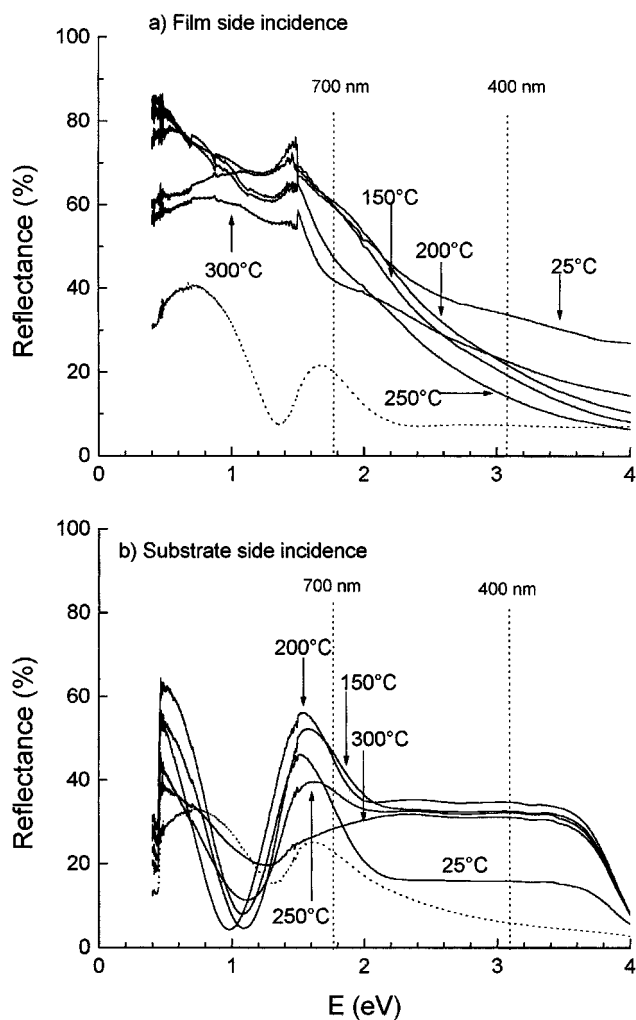 a) Film side incidence
100
80
60
40
20
0
Reflectance (%)
700 nm
400 nm
150°C
200°C
25°C
300°C
250°C
0
1
2
3
4
b) Substrate side incidence
100
80
60
40
20
0
Reflectance (%)
700 nm
400 nm
200°C
150°C
300°C
25°C
250°C
0
1
2
3
4
E (eV)